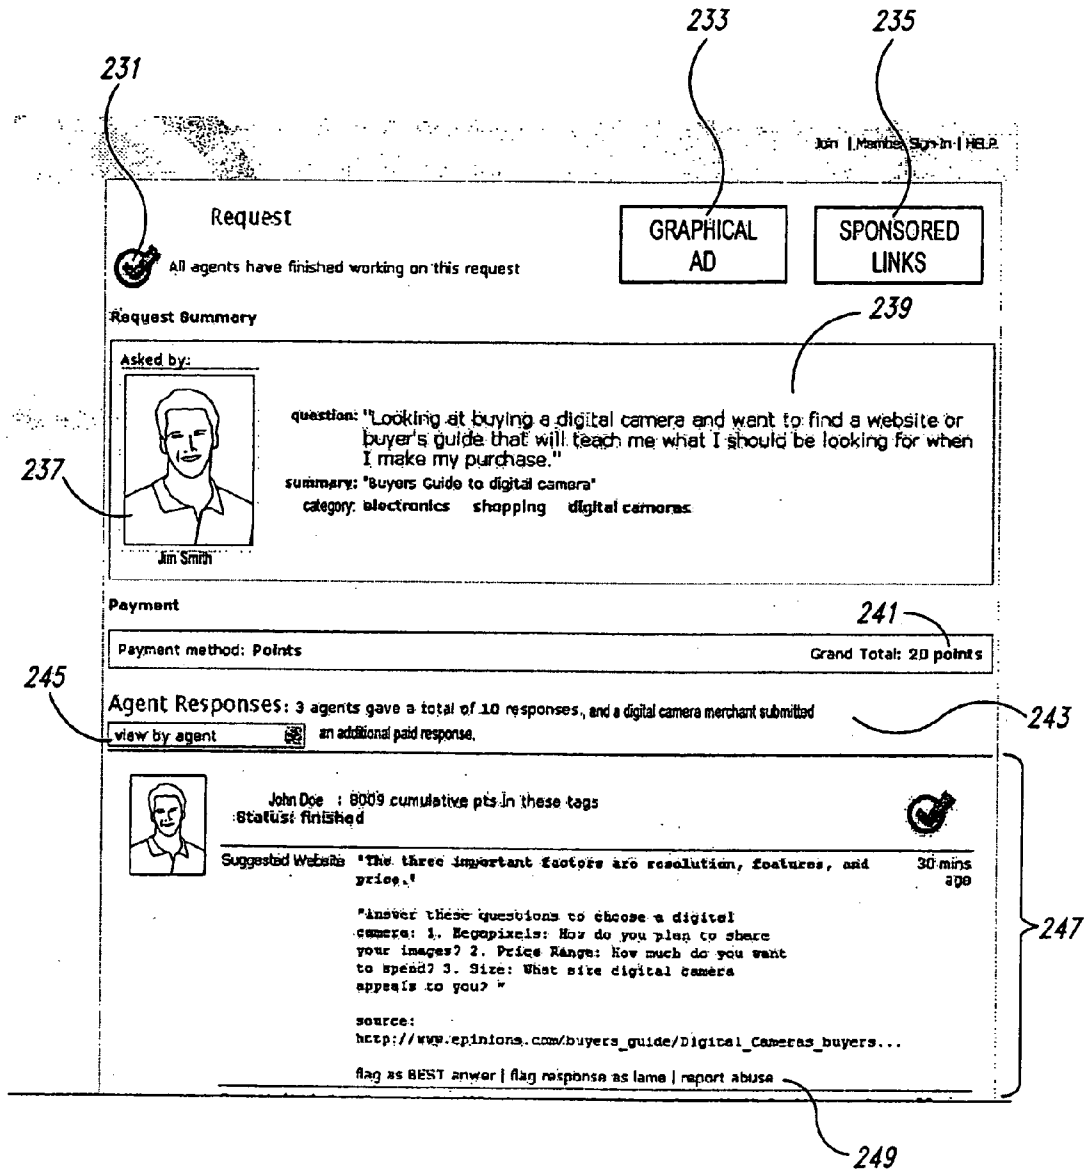 233
235
231
Join | Member Sign-In | HELP
Request
GRAPHICAL
AD
SPONSORED
LINKS
All agents have finished working on this request
239
Request Summary
Asked by:
question: "Looking at buying a digital camera and want to find a website or
buyer's guide that will teach me what I should be looking for when
I make my purchase."
237
summary: "Buyers Guide to digital camera"
category: electronics shopping digital cameras
Jim Smith
Payment
241
Payment method: Points
Grand Total: 20 points
245
Agent Responses: 3 agents gave a total of 10 responses, and a digital camera merchant submitted
an additional paid response.
243
view by agent
John Doe : 8009 cumulative pts in these tags
Status: finished
Suggested Website "The three important factors are resolution, features, and
price."
30 mins
ago
"Answer these questions to choose a digital
camera: 1. Megapixels: How do you plan to share
your images? 2. Price Range: How much do you want
to spend? 3. Size: What size digital camera
appeals to you? "
247
source:
http://www.epinions.com/buyers_guide/Digital_Cameras_buyers...
flag as BEST anwer | flag response as lame | report abuse
249